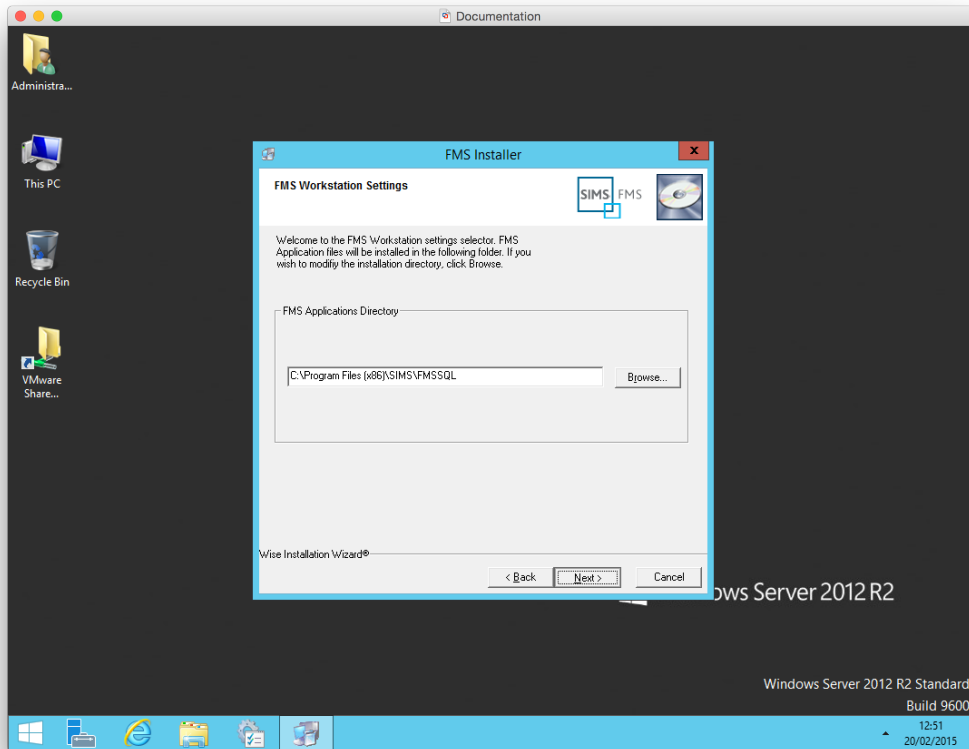 Documentation
Administra...
This PC
Recycle Bin
VMware
Share...
FMS Installer
x
FMS Workstation Settings
SIMS FMS
Welcome to the FMS Workstation settings selector. FMS
Application files will be installed in the following folder. If you
wish to modifiy the installation directory, click Browse.
FMS Applications Directory
C:\Program Files (x86)\SIMS\FMSSQL
Browse...
Wise Installation Wizard®
< Back
Next >
Cancel
ows Server 2012 R2
Windows Server 2012 R2 Standard
Build 9600
12:51
20/02/2015